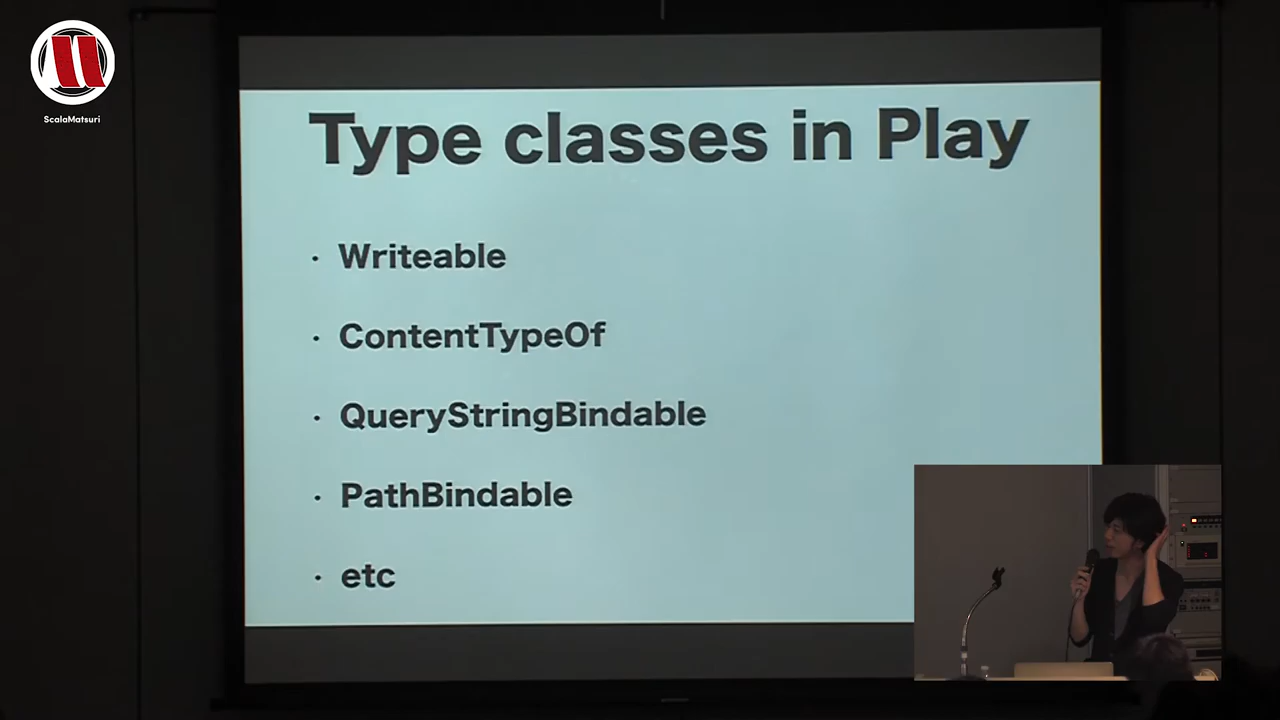 ScalaMatsuri
Type classes in Play
· Writeable
· ContentTypeOf
· QueryStringBindable
· PathBindable
· etc